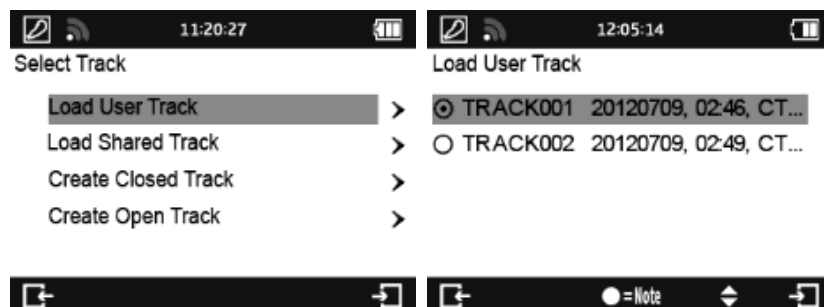 11:20:27
Select Track
Load User Track
Load Shared Track
Create Closed Track
Create Open Track
12:05:14
Load User Track
TRACK001 20120709, 02:46, CT...
TRACK002 20120709, 02:49, CT...
=Note